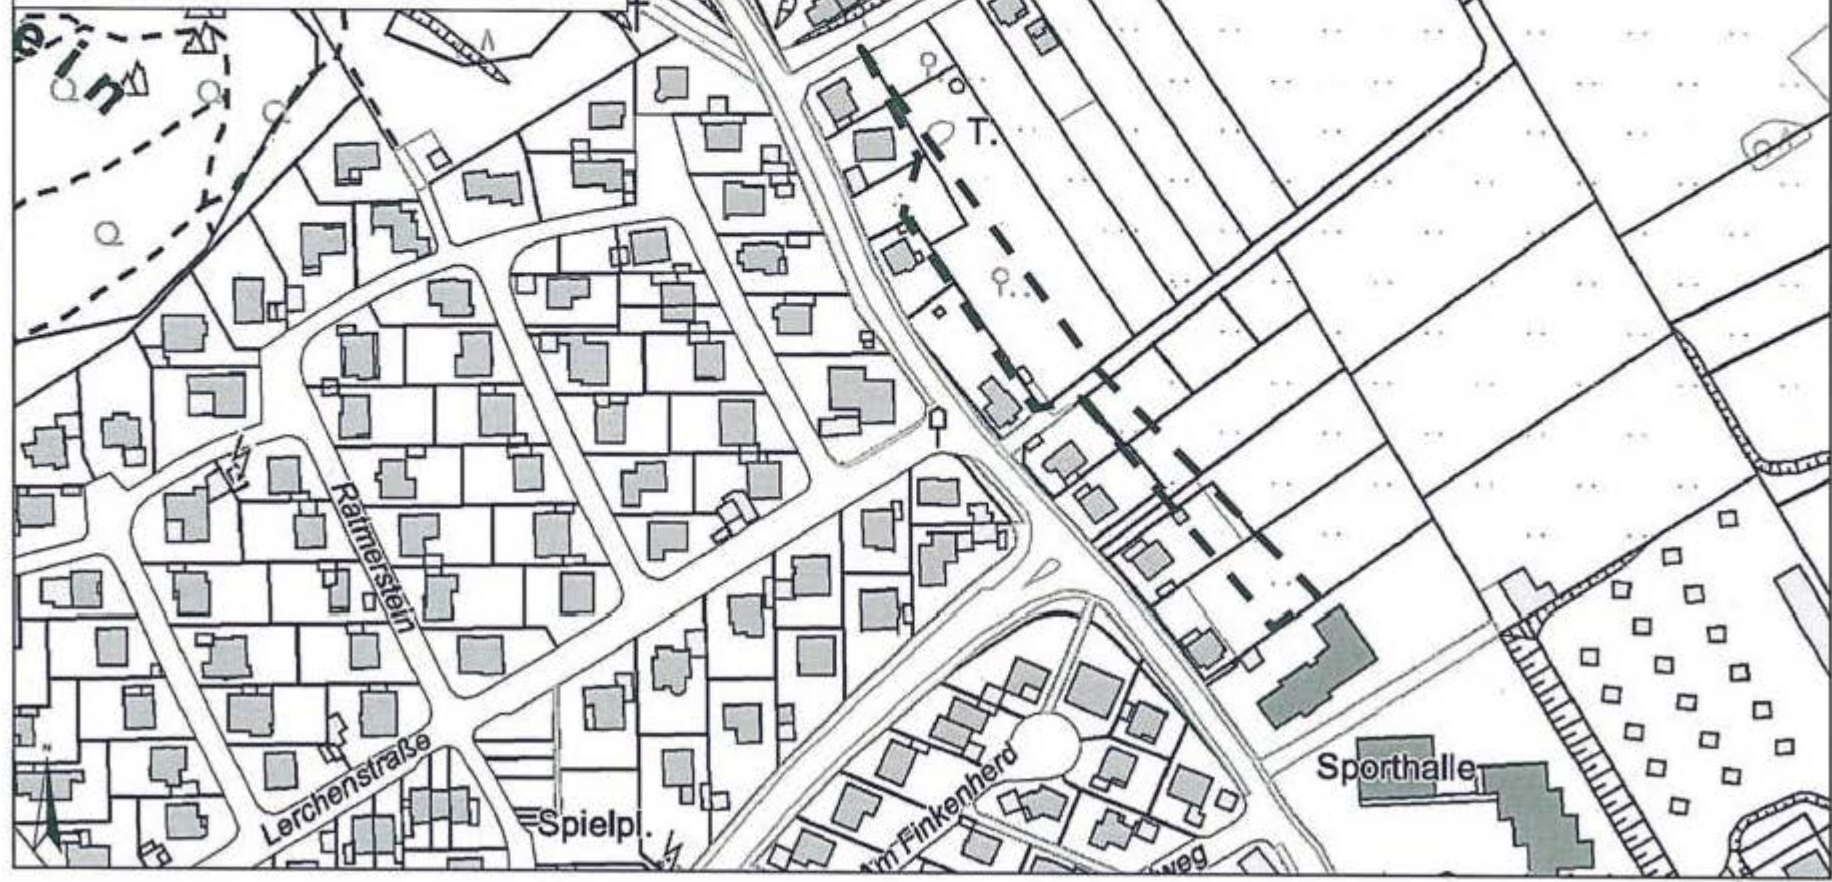 e
i
n
T.
Ratmerstein
Lerchenstraße
Spielpl.
Am Finkenherd
weg
Sporthalle
N